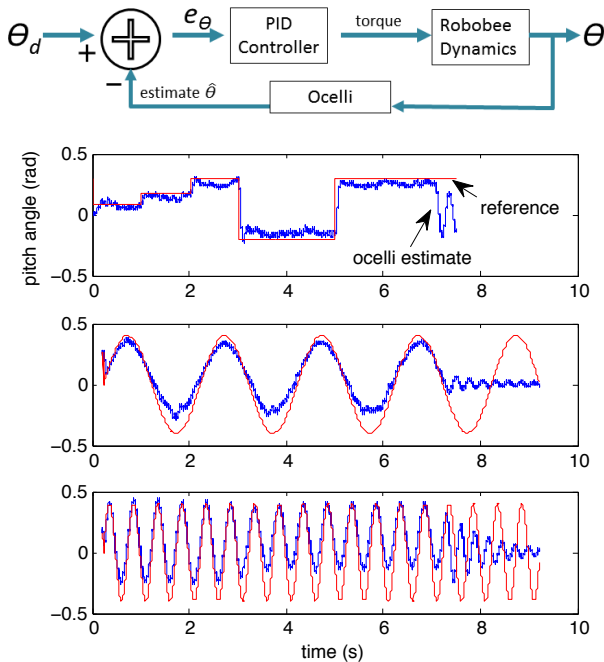 Θd
+
−
eΘ
PID
Controller
torque
Robobee
Dynamics
Θ
estimate θ̂
Ocelli
pitch angle (rad)
0.5
0
−0.5
reference
ocelli estimate
0 2 4 6 8 10
0.5
0
−0.5
0 2 4 6 8 10
0.5
0
−0.5
0 2 4 6 8 10
time (s)